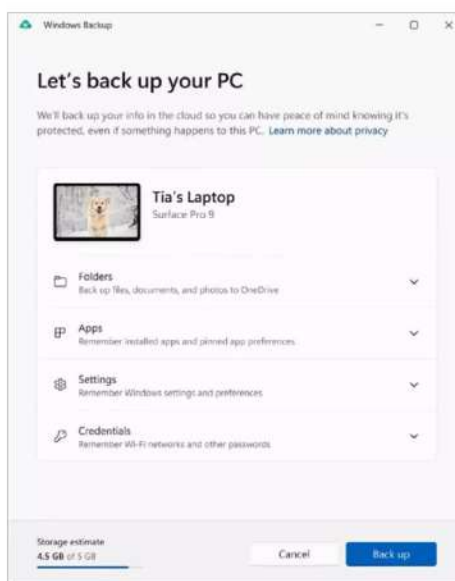 Windows Backup
Let's back up your PC
We'll back up your info in the cloud so you can have peace of mind knowing it's
protected, even if something happens to this PC. Learn more about privacy
Tia's Laptop
Surface Pro 9
Folders
Back up files, documents, and photos to OneDrive
Apps
Remember installed apps and pinned app preferences
Settings
Remember Windows settings and preferences
Credentials
Remember Wi-Fi networks and other passwords
Storage estimate
4.5 GB of 5 GB
Cancel
Back up